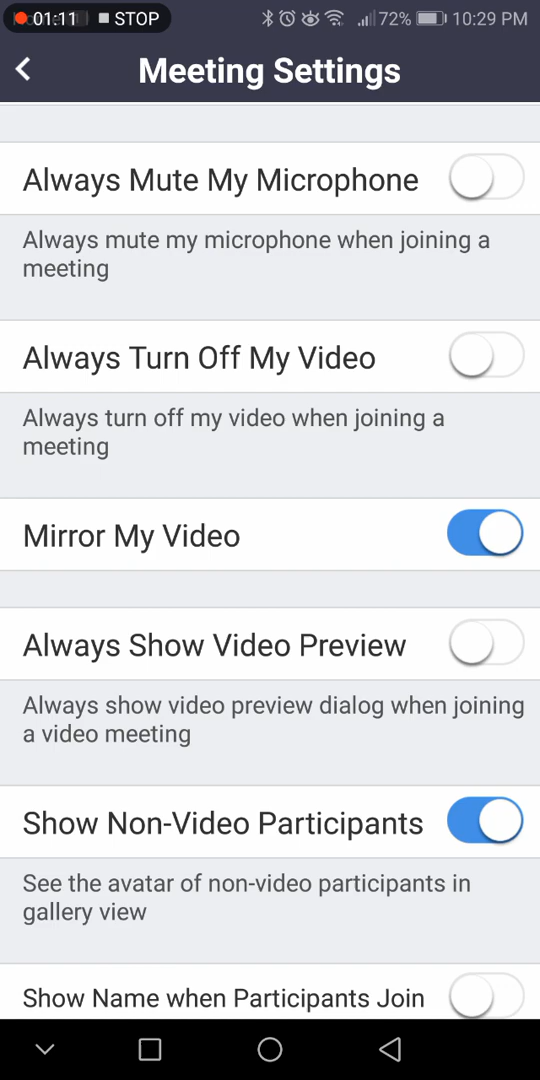 01:11 STOP 72% 10:29 PM
Meeting Settings
Always Mute My Microphone
Always mute my microphone when joining a
meeting
Always Turn Off My Video
Always turn off my video when joining a
meeting
Mirror My Video
Always Show Video Preview
Always show video preview dialog when joining
a video meeting
Show Non-Video Participants
See the avatar of non-video participants in
gallery view
Show Name when Participants Join